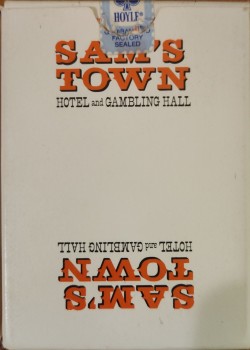 HOYLE®
FACTORY
SEALED
SAM'S
TOWN
HOTEL and GAMBLING HALL
HOTEL and GAMBLING HALL
SAM'S
TOWN